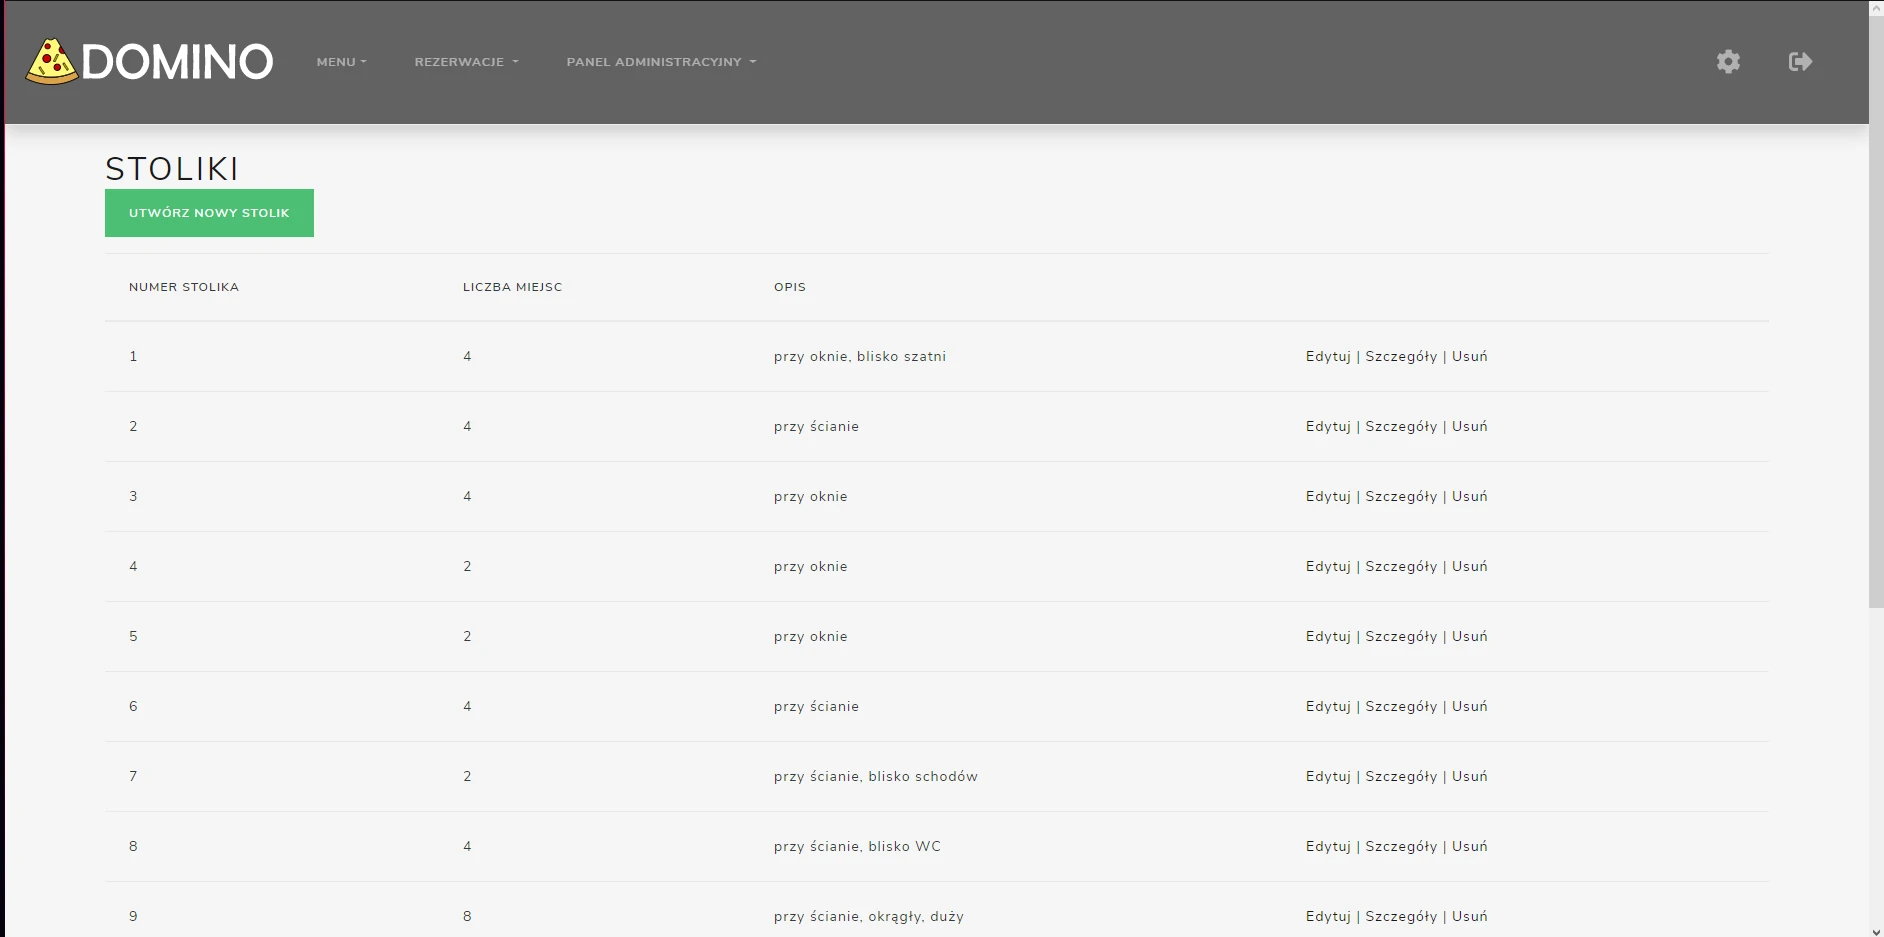 DOMINO MENU REZERWACJE PANEL ADMINISTRACYJNY
STOLIKI
UTWÓRZ NOWY STOLIK
NUMER STOLIKA LICZBA MIEJSC OPIS
1 4 przy oknie, blisko szatni Edytuj | Szczegóły | Usuń
2 4 przy ścianie Edytuj | Szczegóły | Usuń
3 4 przy oknie Edytuj | Szczegóły | Usuń
4 2 przy oknie Edytuj | Szczegóły | Usuń
5 2 przy oknie Edytuj | Szczegóły | Usuń
6 4 przy ścianie Edytuj | Szczegóły | Usuń
7 2 przy ścianie, blisko schodów Edytuj | Szczegóły | Usuń
8 4 przy ścianie, blisko WC Edytuj | Szczegóły | Usuń
9 8 przy ścianie, okrągły, duży Edytuj | Szczegóły | Usuń